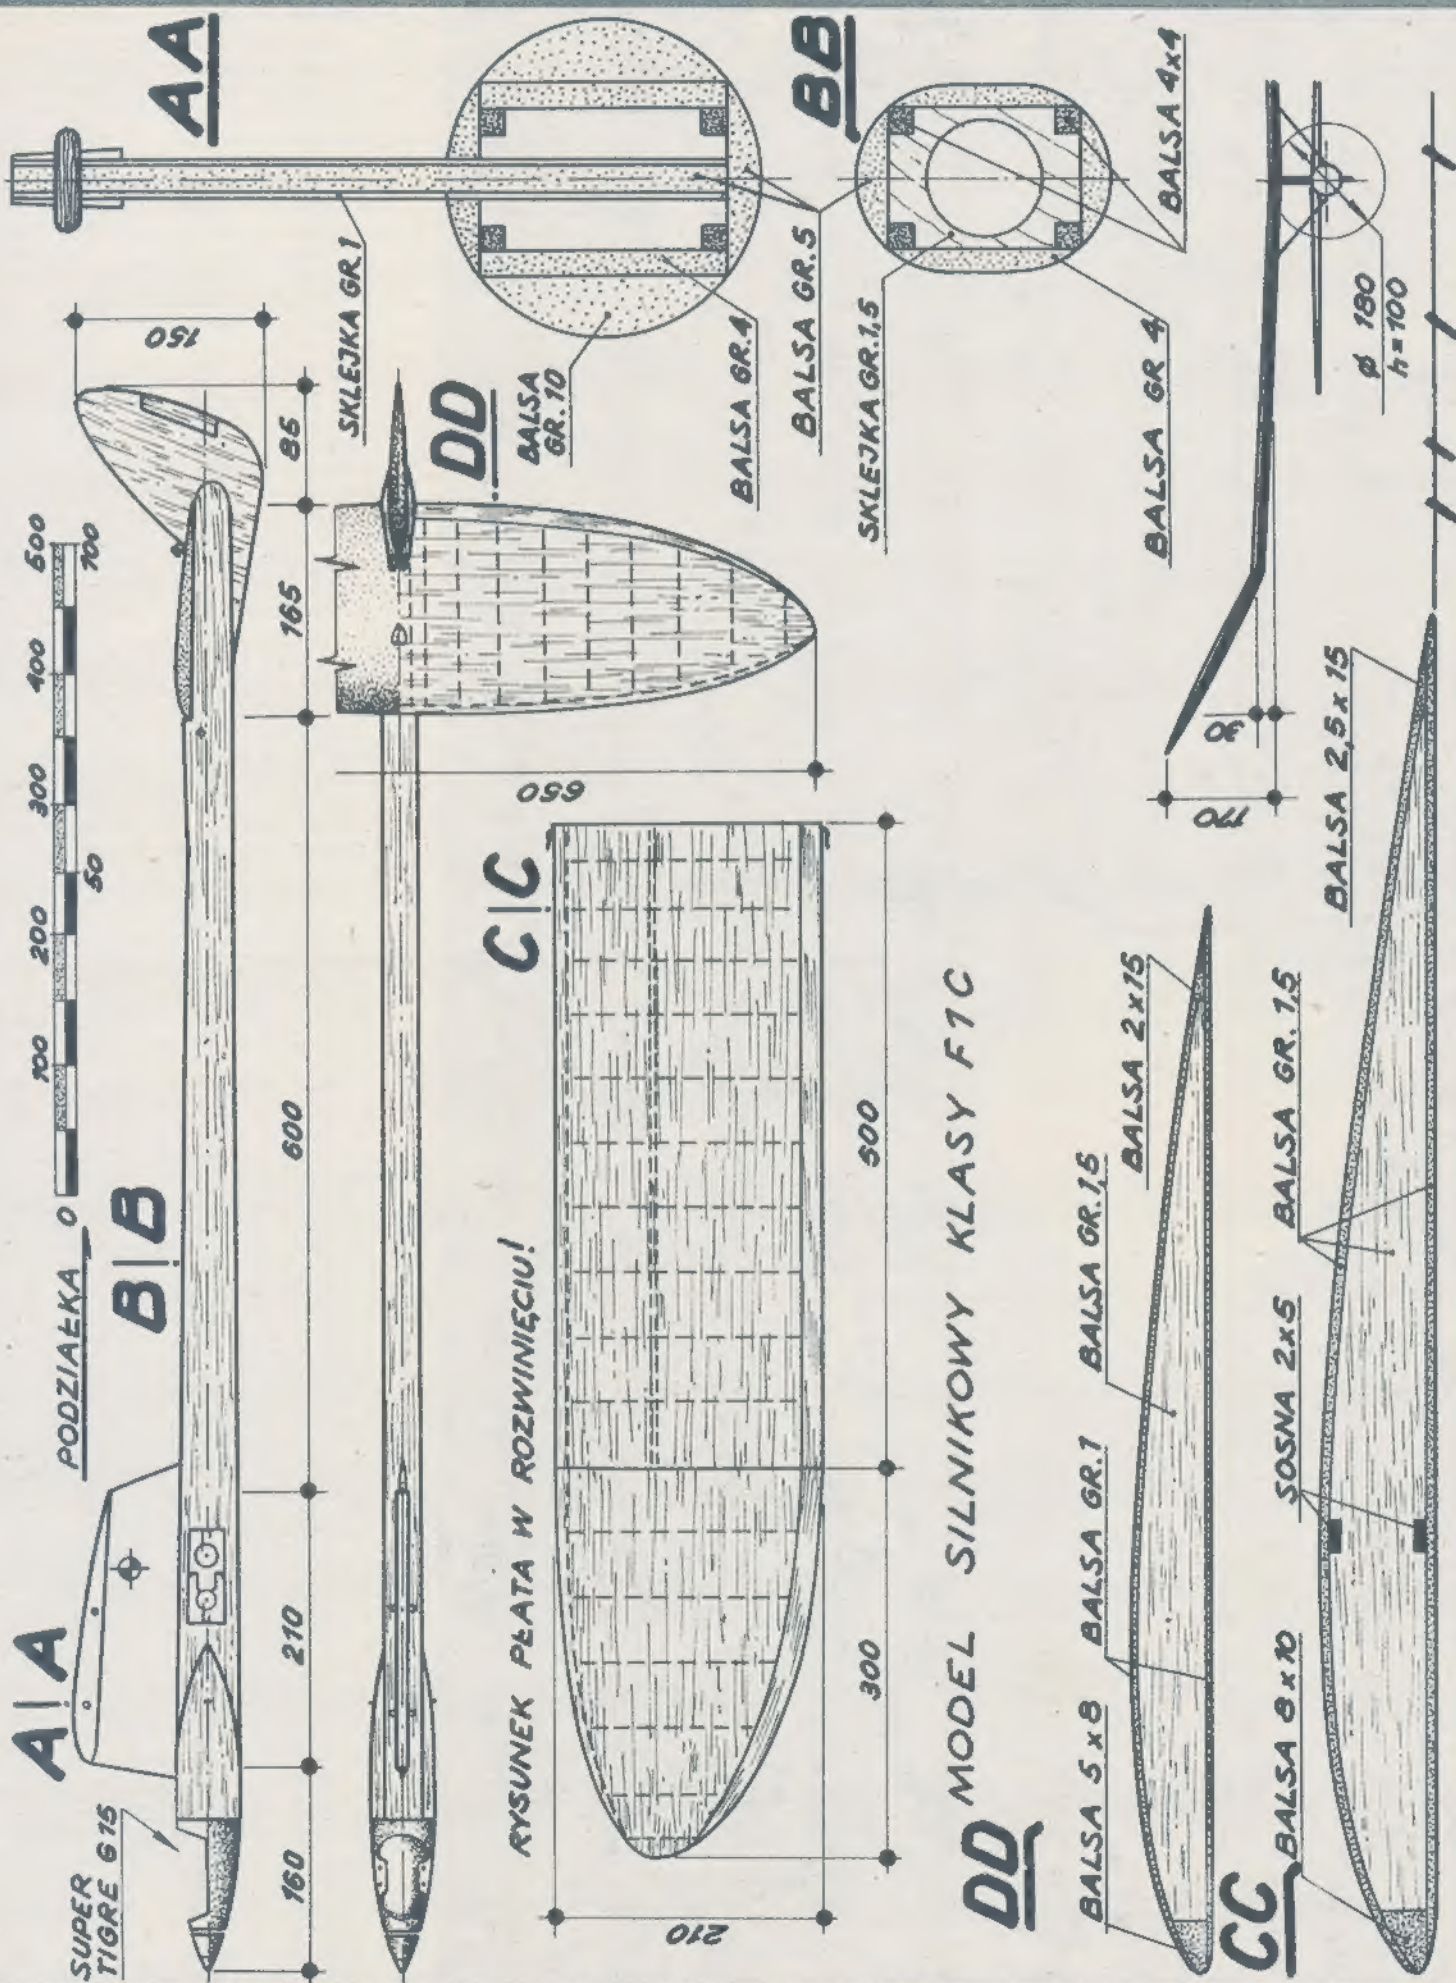 SUPER
TIGRE G15
A|A
PODZIAŁKA
0
100
200
300
400
500
50
100
B|B
160
210
600
165
86
150
AA
SKLEJKA GR.1
DD
BALSA
GR.10
BALSA GR.4
BALSA GR.5
BB
SKLEJKA GR.1,5
BALSA GR 4
BALSA 4x4
650
RYSUNEK PŁATA W ROZWINIĘCIU!
C|C
210
300
500
MODEL SILNIKOWY KLASY F1C
DD
BALSA 5x8
BALSA GR.1
BALSA GR.1,5
BALSA 2x15
CC
BALSA 8x10
SOSNA 2x5
BALSA GR. 1,5
BALSA 2,5x15
170
30
ø 180
h=100